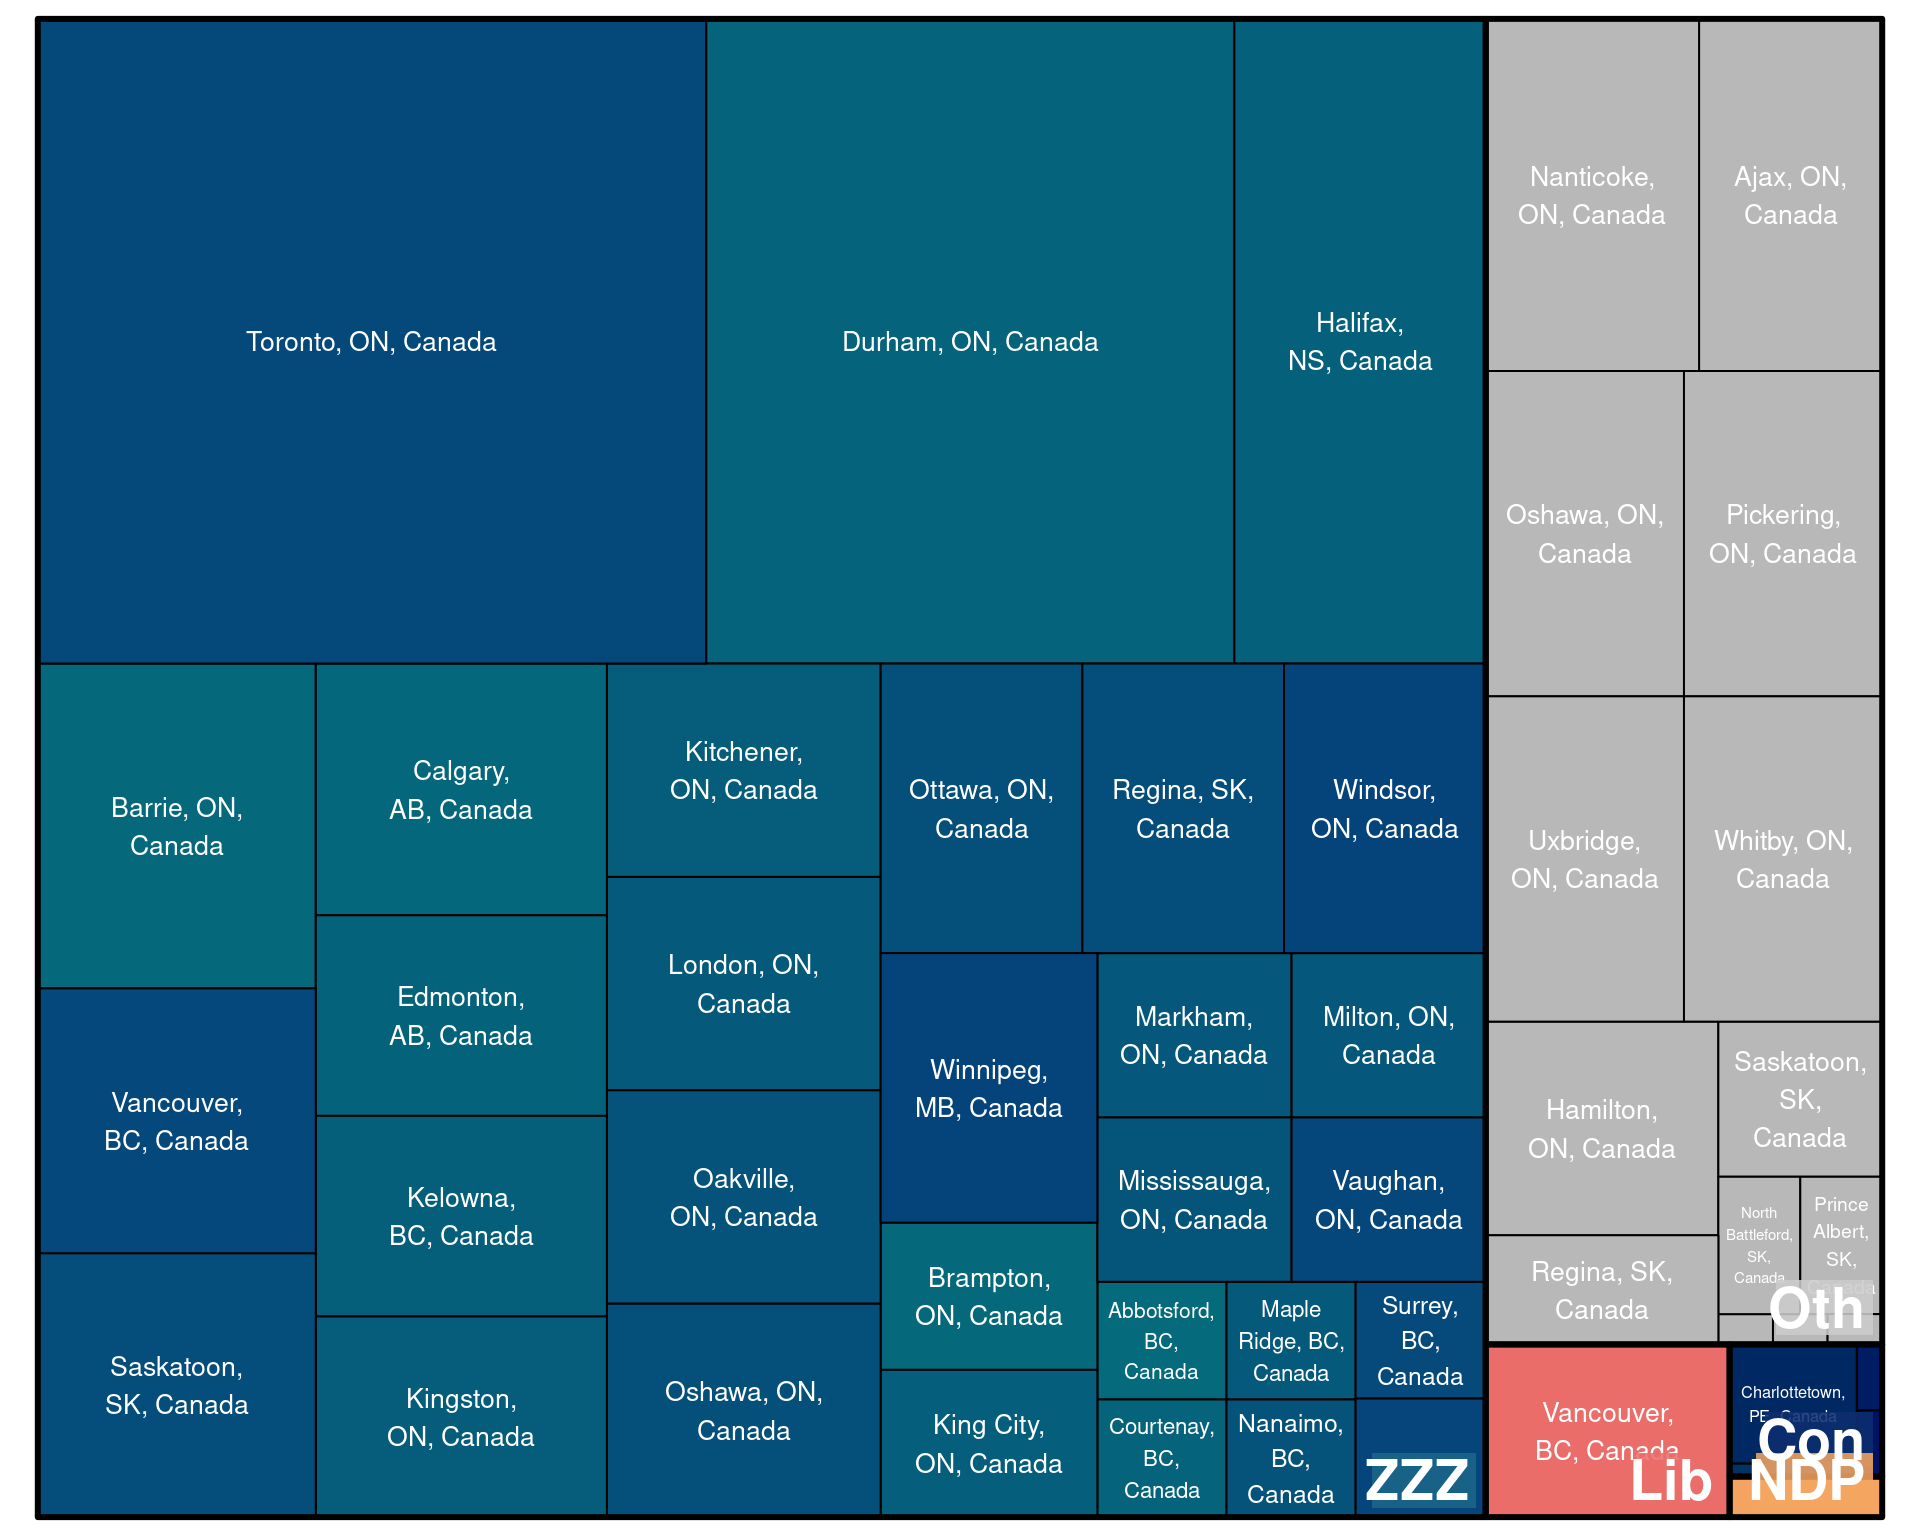 Toronto, ON, Canada
Durham, ON, Canada
Halifax,
NS, Canada
Barrie, ON,
Canada
Vancouver,
BC, Canada
Saskatoon,
SK, Canada
Calgary,
AB, Canada
Edmonton,
AB, Canada
Kelowna,
BC, Canada
Kingston,
ON, Canada
Kitchener,
ON, Canada
London, ON,
Canada
Oakville,
ON, Canada
Oshawa, ON,
Canada
Ottawa, ON,
Canada
Regina, SK,
Canada
Windsor,
ON, Canada
Winnipeg,
MB, Canada
Brampton,
ON, Canada
King City,
ON, Canada
Markham,
ON, Canada
Milton, ON,
Canada
Mississauga,
ON, Canada
Vaughan,
ON, Canada
Abbotsford,
BC,
Canada
Courtenay,
BC,
Canada
Maple
Ridge, BC,
Canada
Nanaimo,
BC,
Canada
Surrey,
BC,
Canada
ZZZ
Nanticoke,
ON, Canada
Ajax, ON,
Canada
Oshawa, ON,
Canada
Pickering,
ON, Canada
Uxbridge,
ON, Canada
Whitby, ON,
Canada
Hamilton,
ON, Canada
Regina, SK,
Canada
Saskatoon,
SK,
Canada
North
Battleford,
SK,
Canada
Prince
Albert,
SK,
Canada
Oth
Vancouver,
BC, Canada
Lib
Charlottetown,
PE, Canada
Con
NDP